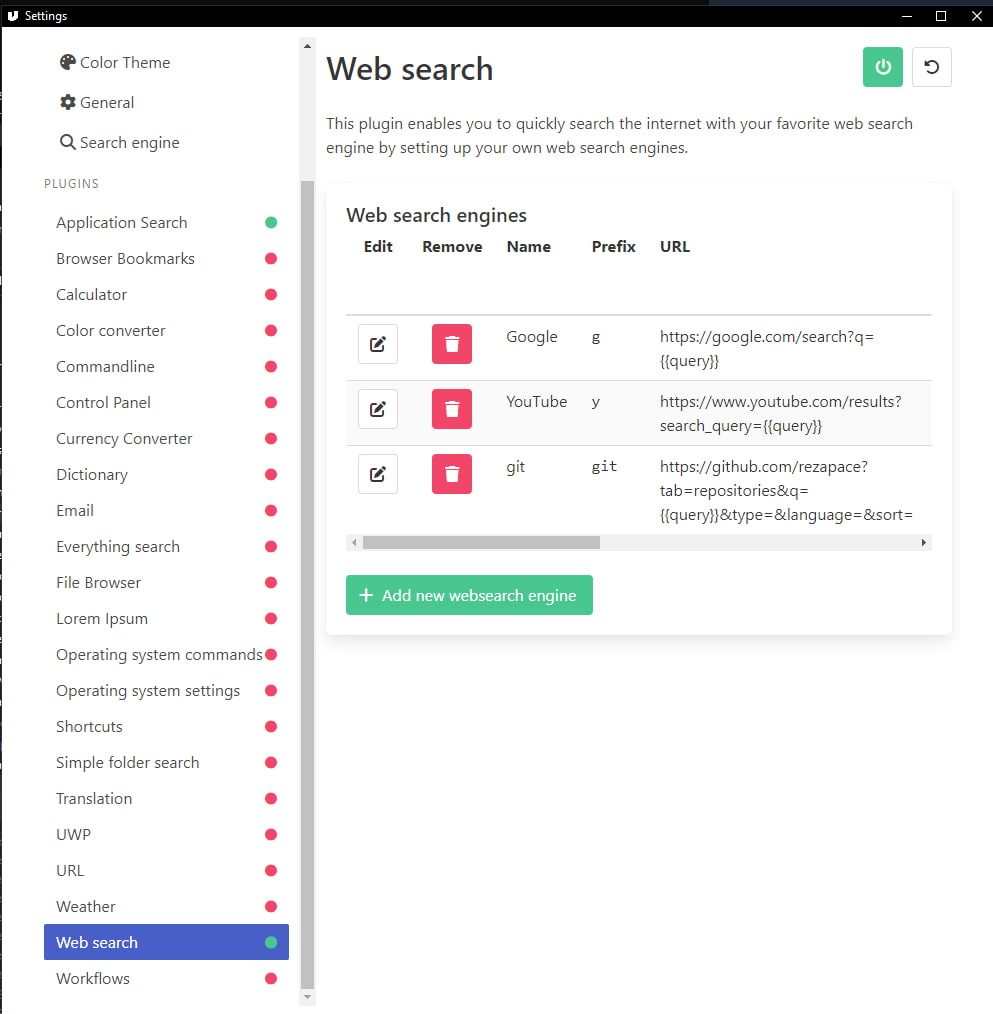 Settings
Color Theme
General
Search engine
PLUGINS
Application Search
Browser Bookmarks
Calculator
Color converter
Commandline
Control Panel
Currency Converter
Dictionary
Email
Everything search
File Browser
Lorem Ipsum
Operating system commands
Operating system settings
Shortcuts
Simple folder search
Translation
UWP
URL
Weather
Web search
Workflows
Web search
This plugin enables you to quickly search the internet with your favorite web search
engine by setting up your own web search engines.
Web search engines
Edit Remove Name Prefix URL
Google g https://google.com/search?q=
{{query}}
YouTube y https://www.youtube.com/results?
search_query={{query}}
git git https://github.com/rezapace?
tab=repositories&q=
{{query}}&type=&language=&sort=
Add new websearch engine